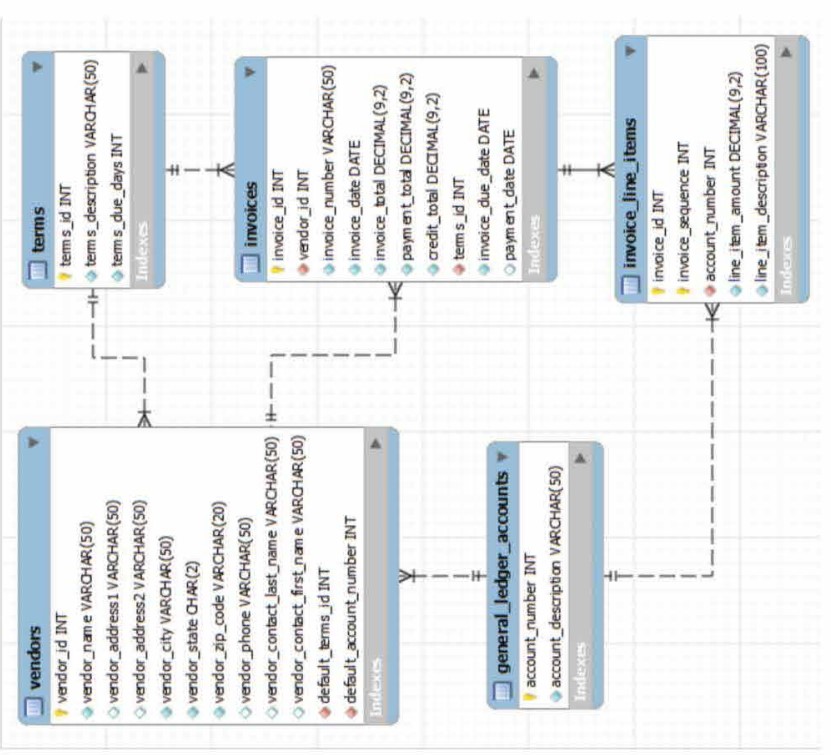 vendors
vendor_id INT
vendor_name VARCHAR(50)
vendor_address1 VARCHAR(50)
vendor_address2 VARCHAR(50)
vendor_city VARCHAR(50)
vendor_state CHAR(2)
vendor_zip_code VARCHAR(20)
vendor_phone VARCHAR(50)
vendor_contact_last_name VARCHAR(50)
vendor_contact_first_name VARCHAR(50)
default_terms_id INT
default_account_number INT
Indexes
terms
terms_id INT
terms_description VARCHAR(50)
terms_due_days INT
Indexes
invoices
invoice_id INT
vendor_id INT
invoice_number VARCHAR(50)
invoice_date DATE
invoice_total DECIMAL(9,2)
payment_total DECIMAL(9,2)
credit_total DECIMAL(9,2)
terms_id INT
invoice_due_date DATE
payment_date DATE
Indexes
general_ledger_accounts
account_number INT
account_description VARCHAR(50)
Indexes
invoice_line_items
invoice_id INT
invoice_sequence INT
account_number INT
line_item_amount DECIMAL(9,2)
line_item_description VARCHAR(100)
Indexes